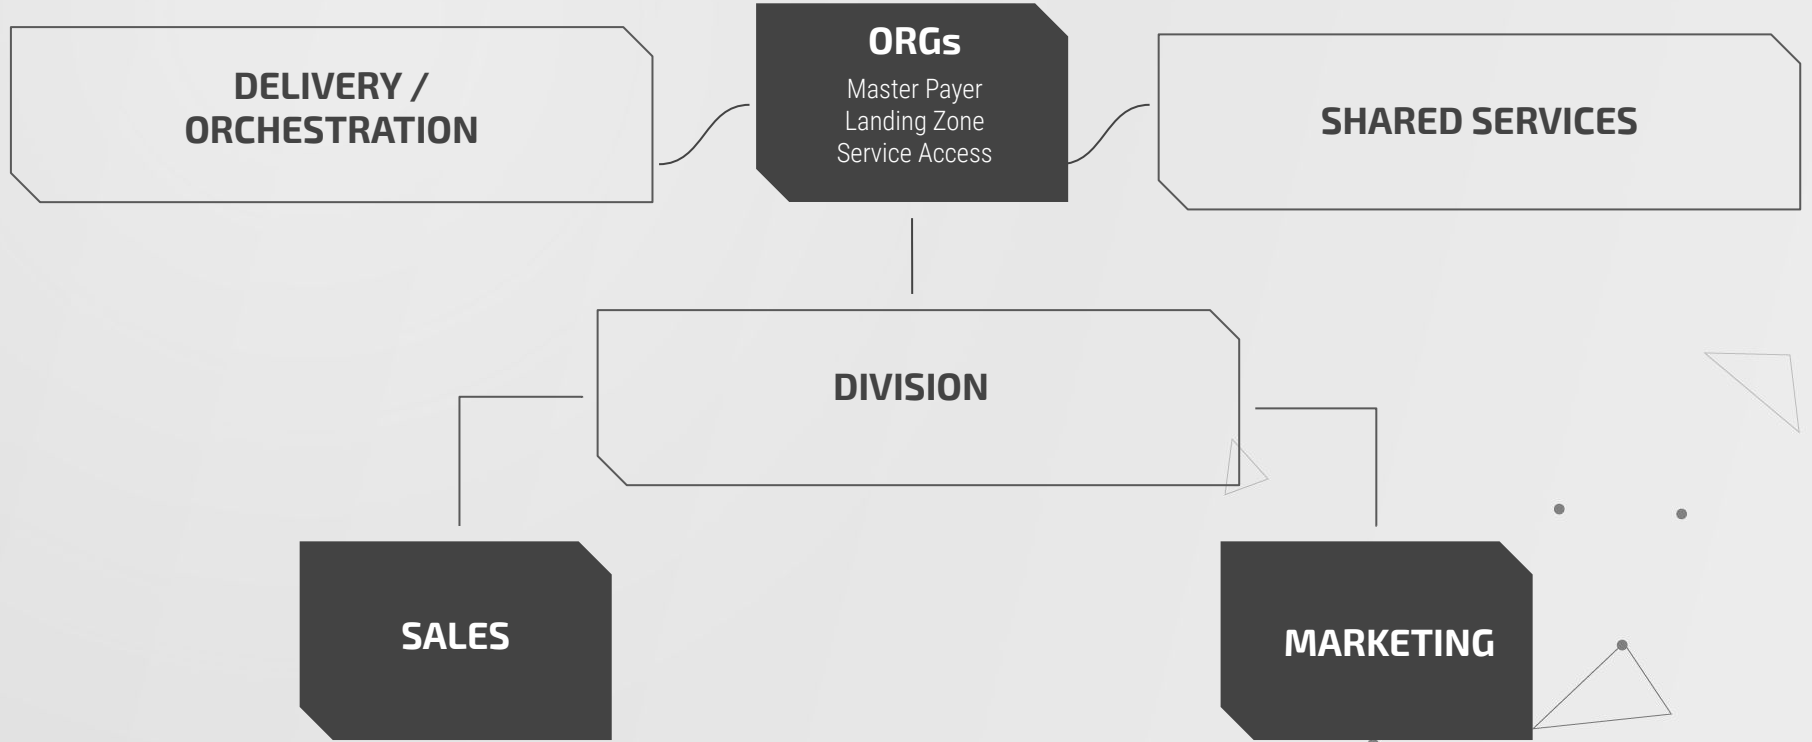 DELIVERY /
ORCHESTRATION
ORGs
Master Payer
Landing Zone
Service Access
SHARED SERVICES
DIVISION
SALES
MARKETING